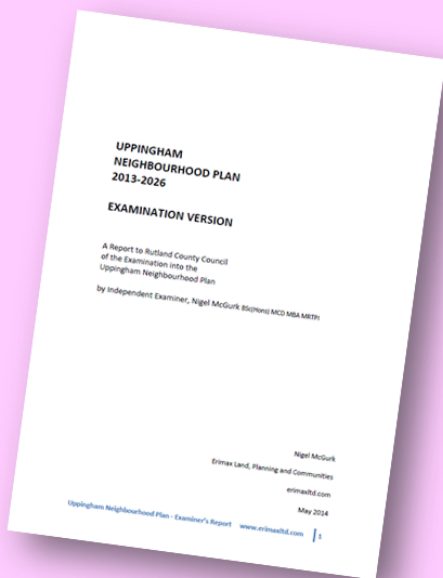 UPPINGHAM
NEIGHBOURHOOD PLAN
2013-2026
EXAMINATION VERSION
A Report to Rutland County Council
of the Examination into the
Uppingham Neighbourhood Plan
by Independent Examiner, Nigel McGurk BSc(Hons) MCD MBA MRTPI
Nigel McGurk
Erimax Land, Planning and Communities
erimaxltd.com
May 2014
Uppingham Neighbourhood Plan - Examiner's Report www.erimaxltd.com | 1